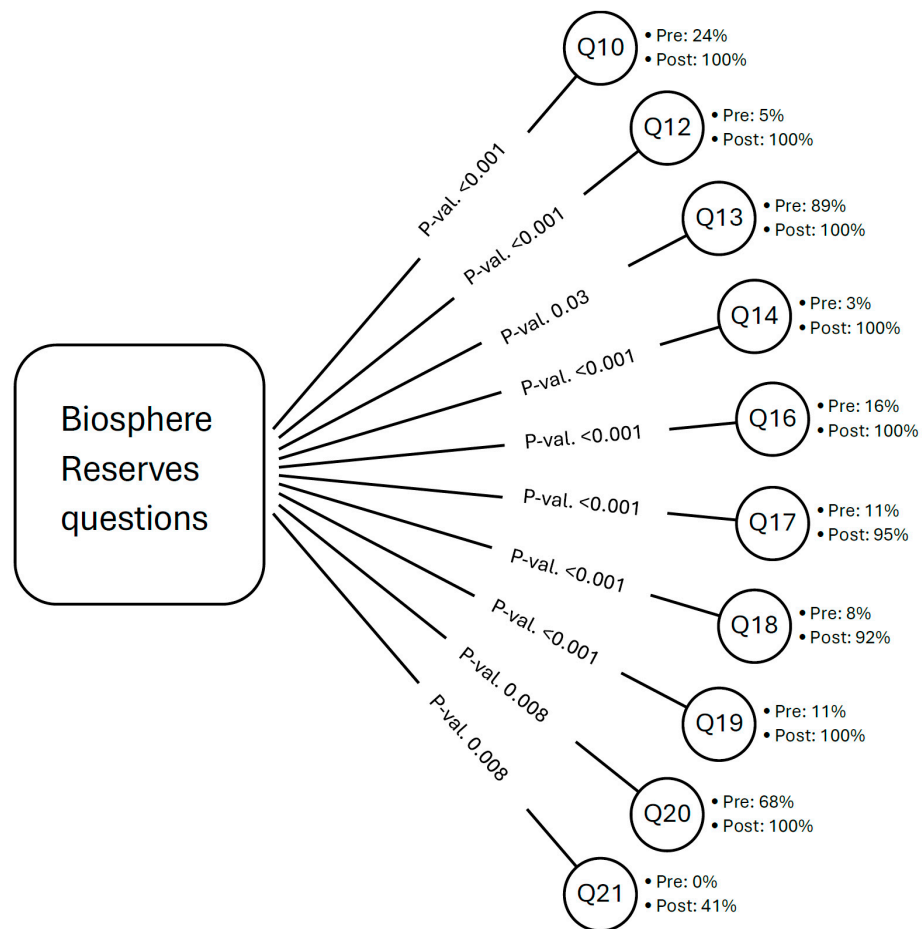 Biosphere
Reserves
questions
P-val. <0.001
Q10
• Pre: 24%
• Post: 100%
P-val. <0.001
Q12
• Pre: 5%
• Post: 100%
P-val. 0.03
Q13
• Pre: 89%
• Post: 100%
P-val. <0.001
Q14
• Pre: 3%
• Post: 100%
P-val. <0.001
Q16
• Pre: 16%
• Post: 100%
P-val. <0.001
Q17
• Pre: 11%
• Post: 95%
P-val. <0.001
Q18
• Pre: 8%
• Post: 92%
P-val. <0.001
Q19
• Pre: 11%
• Post: 100%
P-val. 0.008
Q20
• Pre: 68%
• Post: 100%
P-val. 0.008
Q21
• Pre: 0%
• Post: 41%